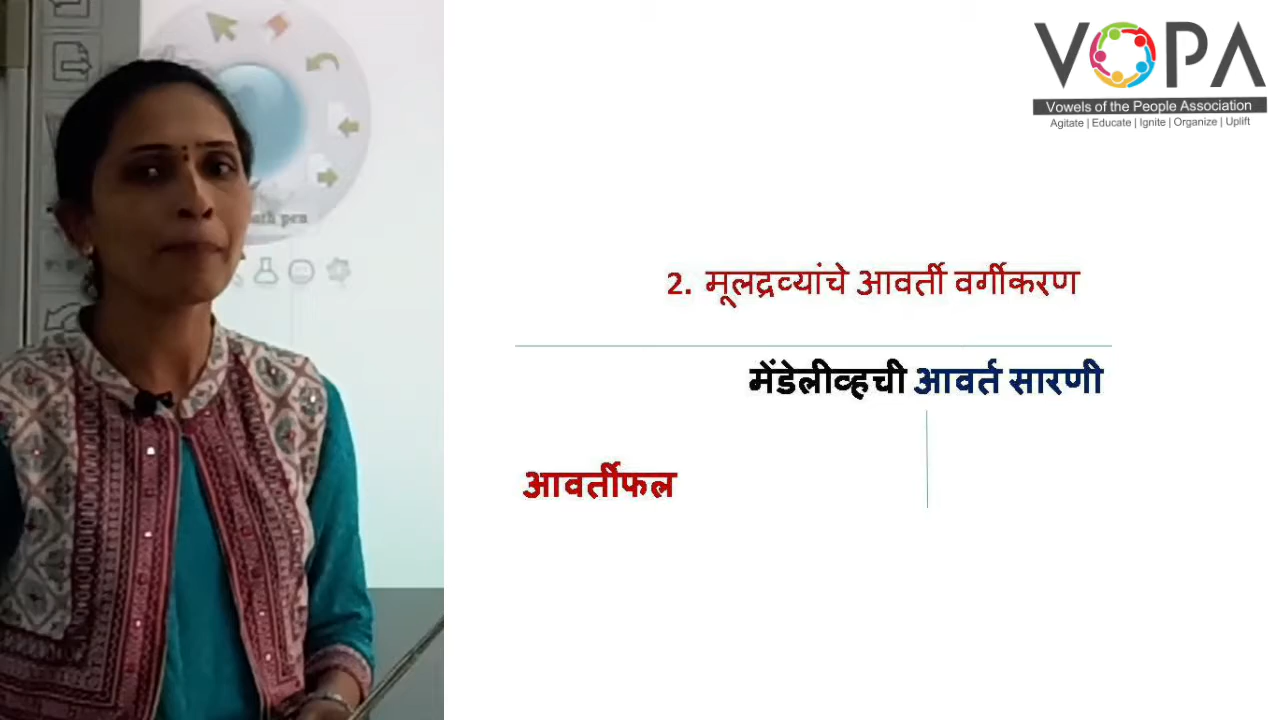 VOPA
Vowels of the People Association
Agitate | Educate | Ignite | Organize | Uplift
pen
2. मूलद्रव्यांचे आवर्ती वर्गीकरण
मेंडेलीव्हची आवर्त सारणी
आवर्तीफल